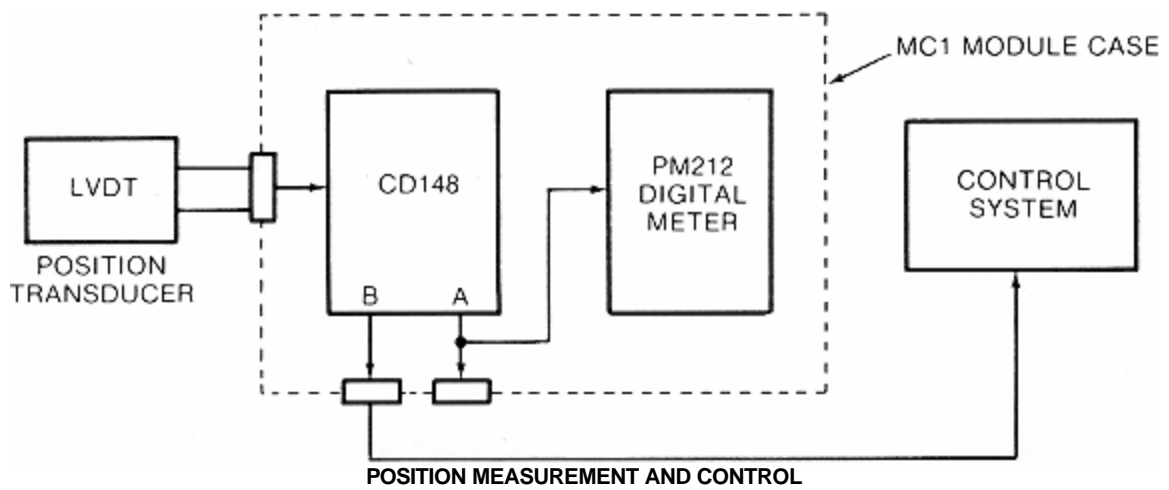 MC1 MODULE CASE
LVDT
POSITION
TRANSDUCER
CD148
B
A
PM212
DIGITAL
METER
CONTROL
SYSTEM
POSITION MEASUREMENT AND CONTROL